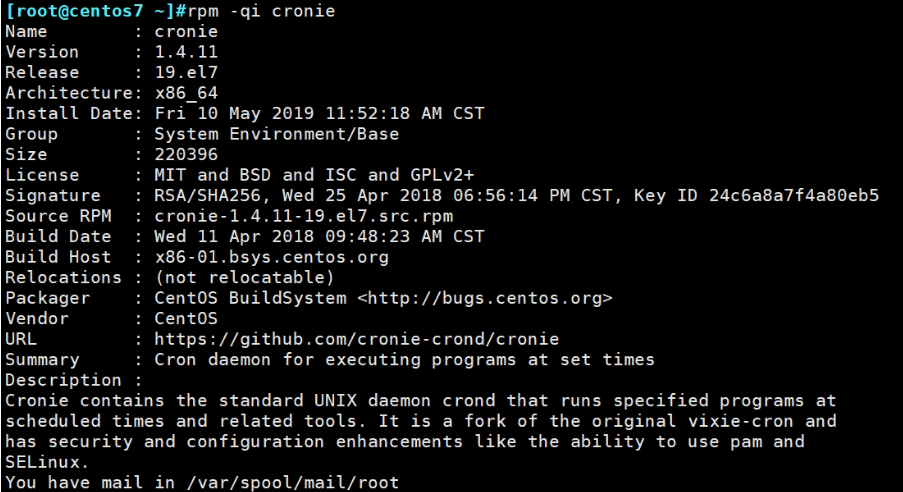 [root@centos7 ~]#rpm -qi cronie
Name        : cronie
Version     : 1.4.11
Release     : 19.el7
Architecture: x86_64
Install Date: Fri 10 May 2019 11:52:18 AM CST
Group       : System Environment/Base
Size        : 220396
License     : MIT and BSD and ISC and GPLv2+
Signature   : RSA/SHA256, Wed 25 Apr 2018 06:56:14 PM CST, Key ID 24c6a8a7f4a80eb5
Source RPM  : cronie-1.4.11-19.el7.src.rpm
Build Date  : Wed 11 Apr 2018 09:48:23 AM CST
Build Host  : x86-01.bsys.centos.org
Relocations : (not relocatable)
Packager    : CentOS BuildSystem <http://bugs.centos.org>
Vendor      : CentOS
URL         : https://github.com/cronie-crond/cronie
Summary     : Cron daemon for executing programs at set times
Description :
Cronie contains the standard UNIX daemon crond that runs specified programs at
scheduled times and related tools. It is a fork of the original vixie-cron and
has security and configuration enhancements like the ability to use pam and
SELinux.
You have mail in /var/spool/mail/root